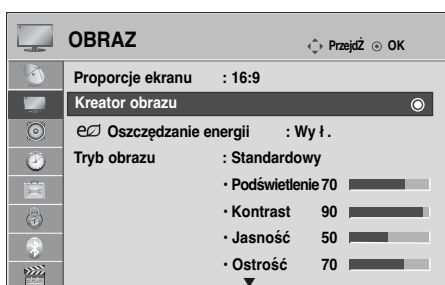 OBRAZ
PrzejdŹ OK
Proporcje ekranu : 16:9
Kreator obrazu
Oszczędzanie energii : Wy ł .
Tryb obrazu : Standardowy
• Podświetlenie 70
• Kontrast 90
• Jasność 50
• Ostrość 70